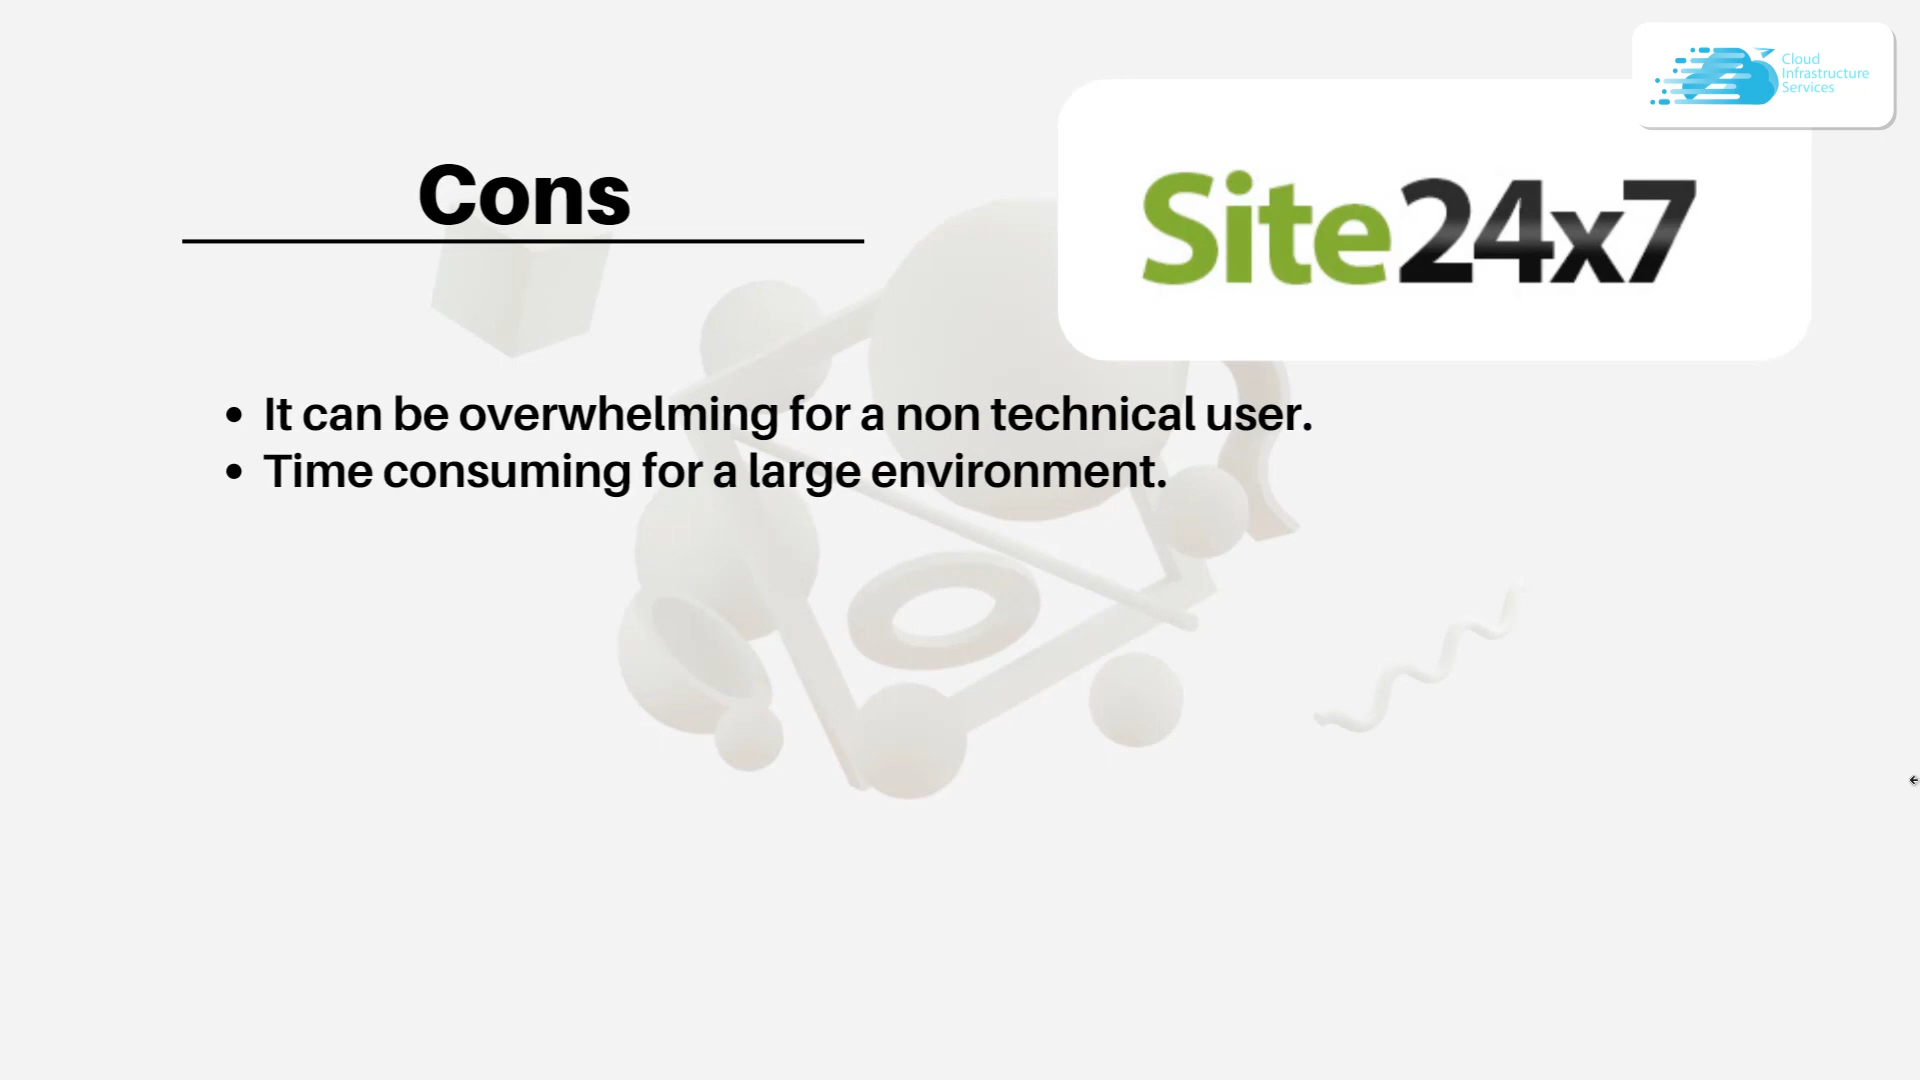 Cloud
Infrastructure
Services
Cons
Site24x7
• It can be overwhelming for a non technical user.
• Time consuming for a large environment.